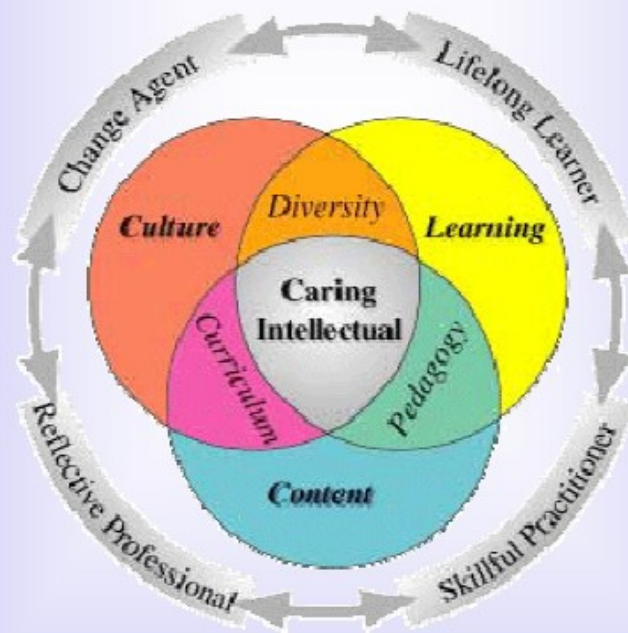 Change Agent
Lifelong Learner
Culture
Diversity
Learning
Caring
Intellectual
Curriculum
Pedagogy
Content
Reflective Professional
Skillful Practitioner